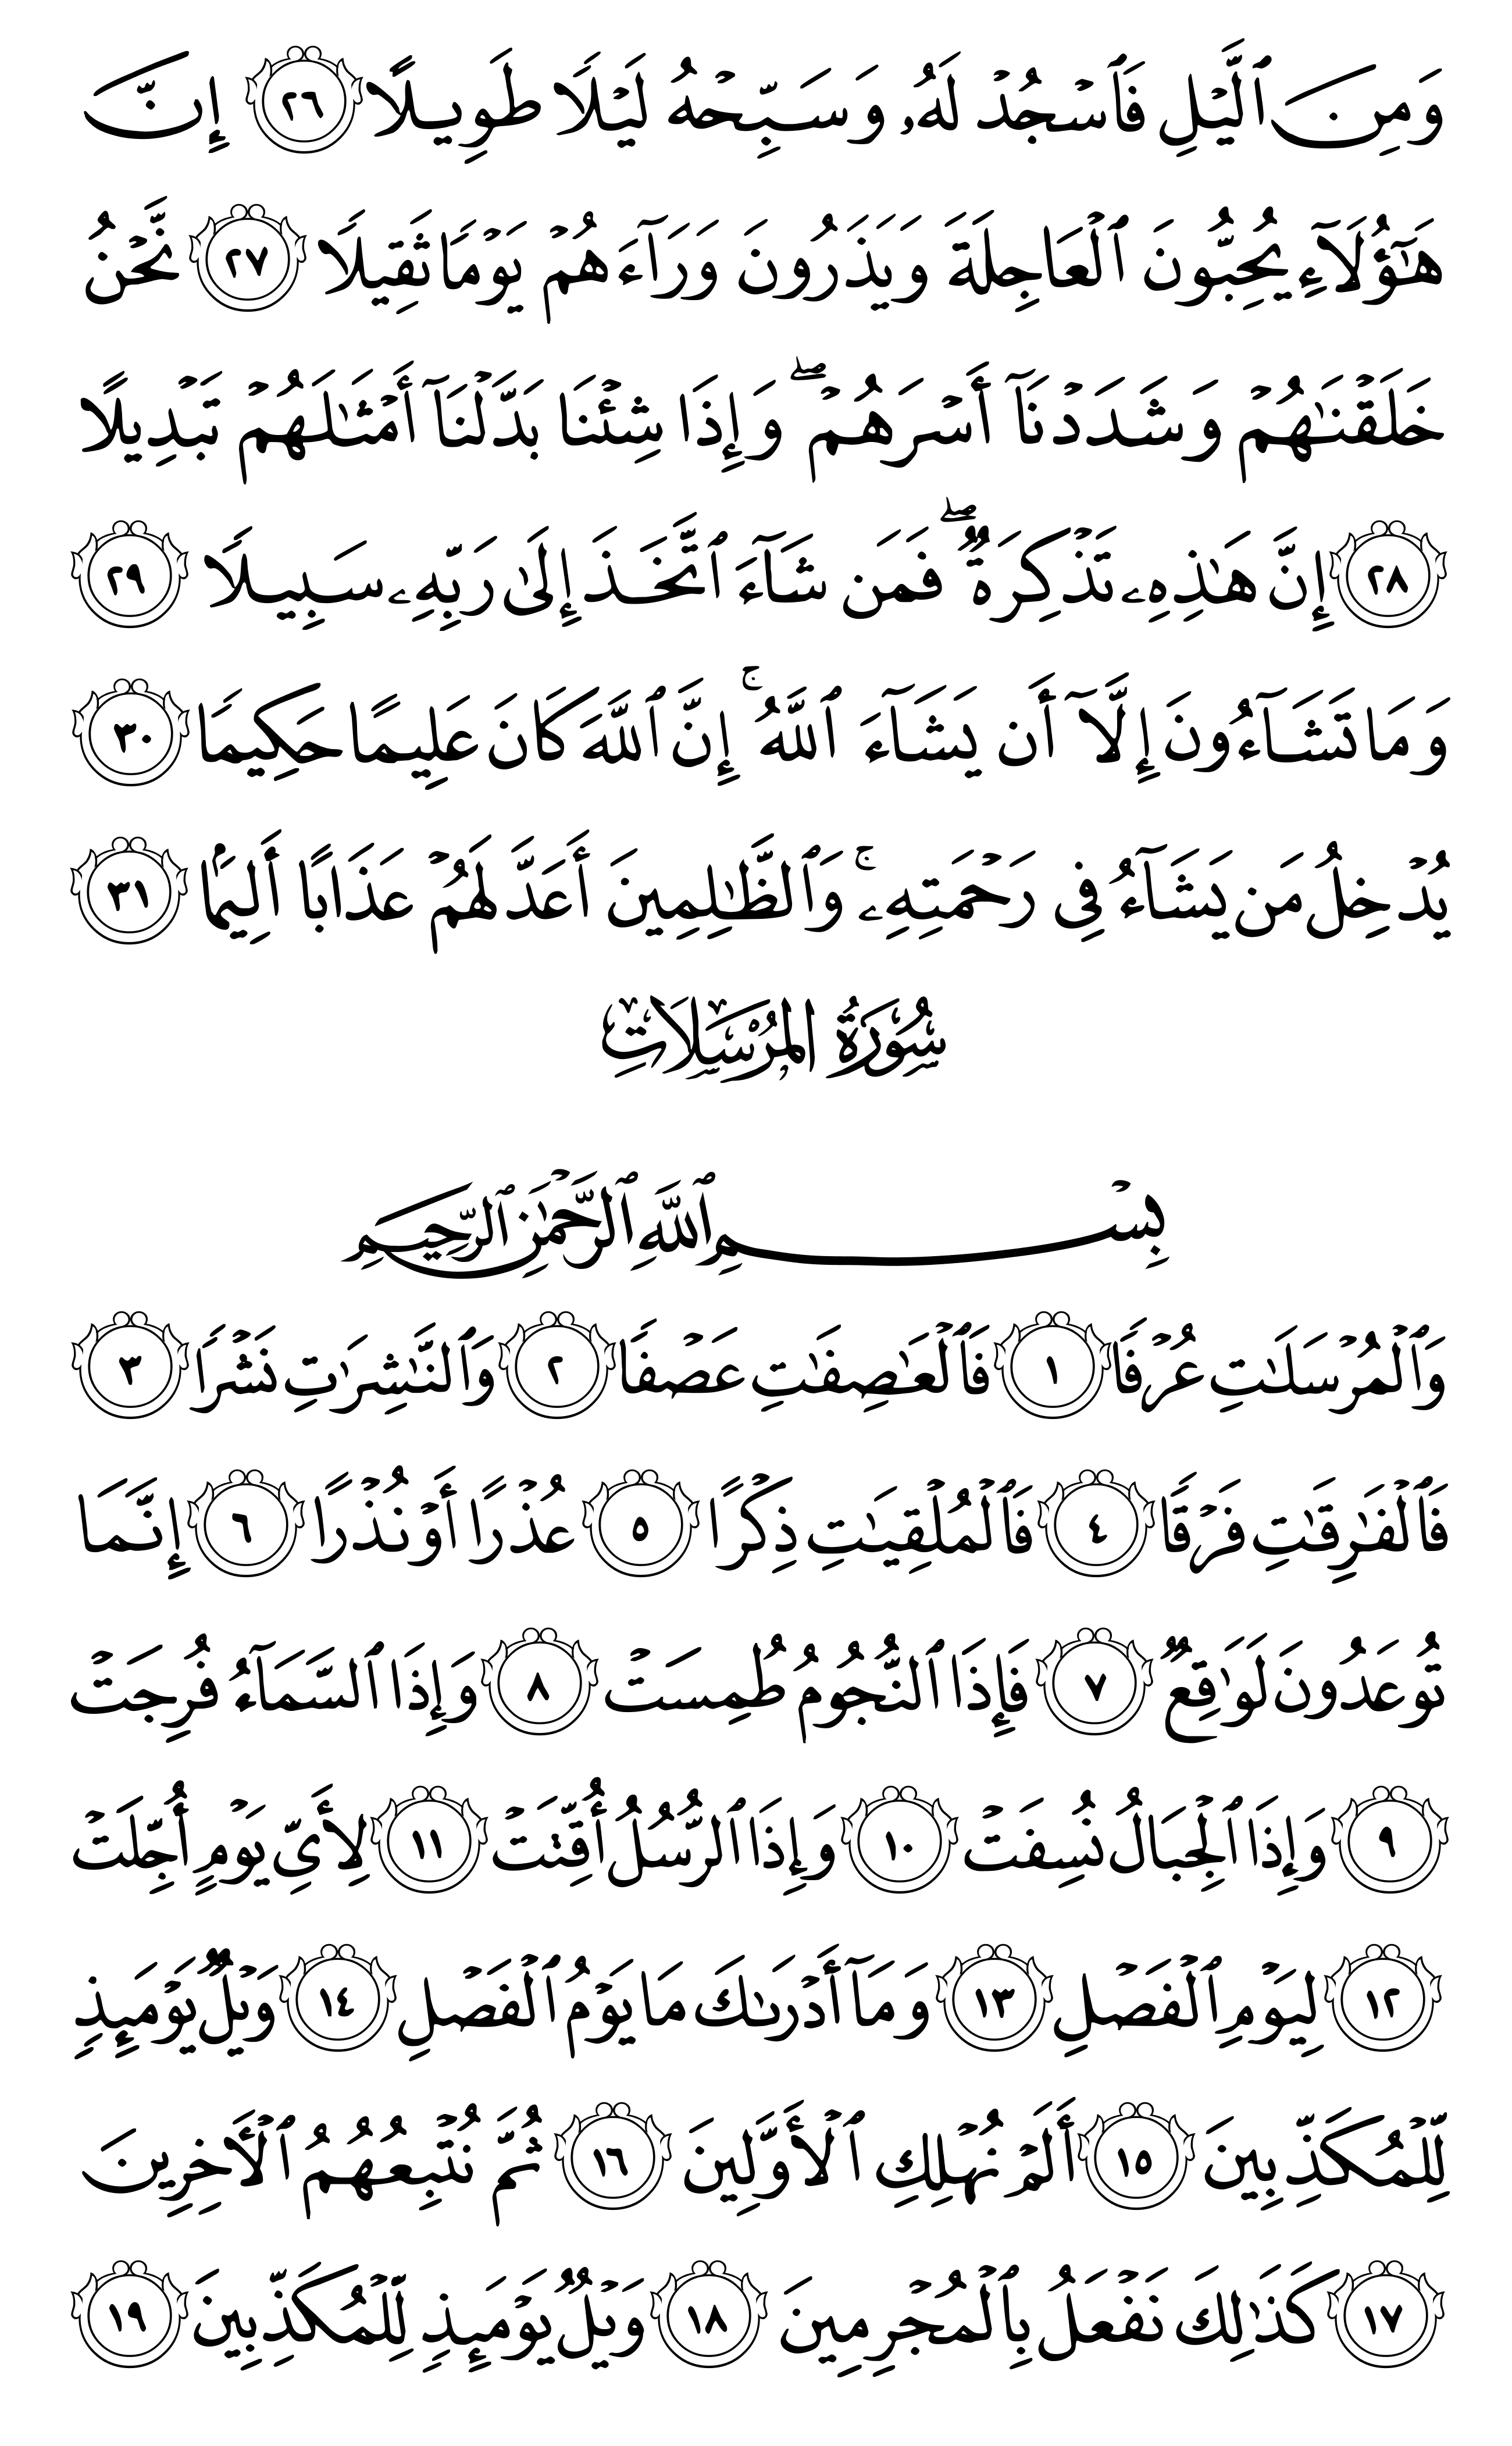 وَمِنَ ٱلَّيْلِ فَٱسْجُدْ لَهُۥ وَسَبِّحْهُ لَيْلًا طَوِيلًا ٢٦ إِنَّ
هَٰٓؤُلَآءِ يُحِبُّونَ ٱلْعَاجِلَةَ وَيَذَرُونَ وَرَآءَهُمْ يَوْمًا ثَقِيلًا ٢٧ نَّحْنُ
خَلَقْنَٰهُمْ وَشَدَدْنَآ أَسْرَهُمْ ۖ وَإِذَا شِئْنَا بَدَّلْنَآ أَمْثَٰلَهُمْ تَبْدِيلًا
٢٨ إِنَّ هَٰذِهِۦ تَذْكِرَةٌ ۖ فَمَن شَآءَ ٱتَّخَذَ إِلَىٰ رَبِّهِۦ سَبِيلًا ٢٩
وَمَا تَشَآءُونَ إِلَّآ أَن يَشَآءَ ٱللَّهُ ۚ إِنَّ ٱللَّهَ كَانَ عَلِيمًا حَكِيمًا ٣٠
يُدْخِلُ مَن يَشَآءُ فِى رَحْمَتِهِۦ ۚ وَٱلظَّٰلِمِينَ أَعَدَّ لَهُمْ عَذَابًا أَلِيمًۢا ٣١
سُورَةُ المُرْسَلَاتِ
بِسْمِ ٱللَّهِ ٱلرَّحْمَٰنِ ٱلرَّحِيمِ
وَٱلْمُرْسَلَٰتِ عُرْفًا ١ فَٱلْعَٰصِفَٰتِ عَصْفًا ٢ وَٱلنَّٰشِرَٰتِ نَشْرًا ٣
فَٱلْفَٰرِقَٰتِ فَرْقًا ٤ فَٱلْمُلْقِيَٰتِ ذِكْرًا ٥ عُذْرًا أَوْ نُذْرًا ٦ إِنَّمَا
تُوعَدُونَ لَوَٰقِعٌ ٧ فَإِذَا ٱلنُّجُومُ طُمِسَتْ ٨ وَإِذَا ٱلسَّمَآءُ فُرِجَتْ
٩ وَإِذَا ٱلْجِبَالُ نُسِفَتْ ١٠ وَإِذَا ٱلرُّسُلُ أُقِّتَتْ ١١ لِأَىِّ يَوْمٍ أُجِّلَتْ
١٢ لِيَوْمِ ٱلْفَصْلِ ١٣ وَمَآ أَدْرَىٰكَ مَا يَوْمُ ٱلْفَصْلِ ١٤ وَيْلٌ يَوْمَئِذٍ
لِّلْمُكَذِّبِينَ ١٥ أَلَمْ نُهْلِكِ ٱلْأَوَّلِينَ ١٦ ثُمَّ نُتْبِعُهُمُ ٱلْءَاخِرِينَ
١٧ كَذَٰلِكَ نَفْعَلُ بِٱلْمُجْرِمِينَ ١٨ وَيْلٌ يَوْمَئِذٍ لِّلْمُكَذِّبِينَ ١٩